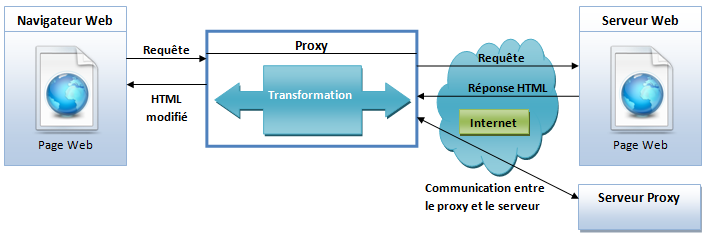 Navigateur Web
Page Web
Requête
HTML
modifié
Proxy
Transformation
Requête
Réponse HTML
Internet
Communication entre
le proxy et le serveur
Serveur Web
Page Web
Serveur Proxy